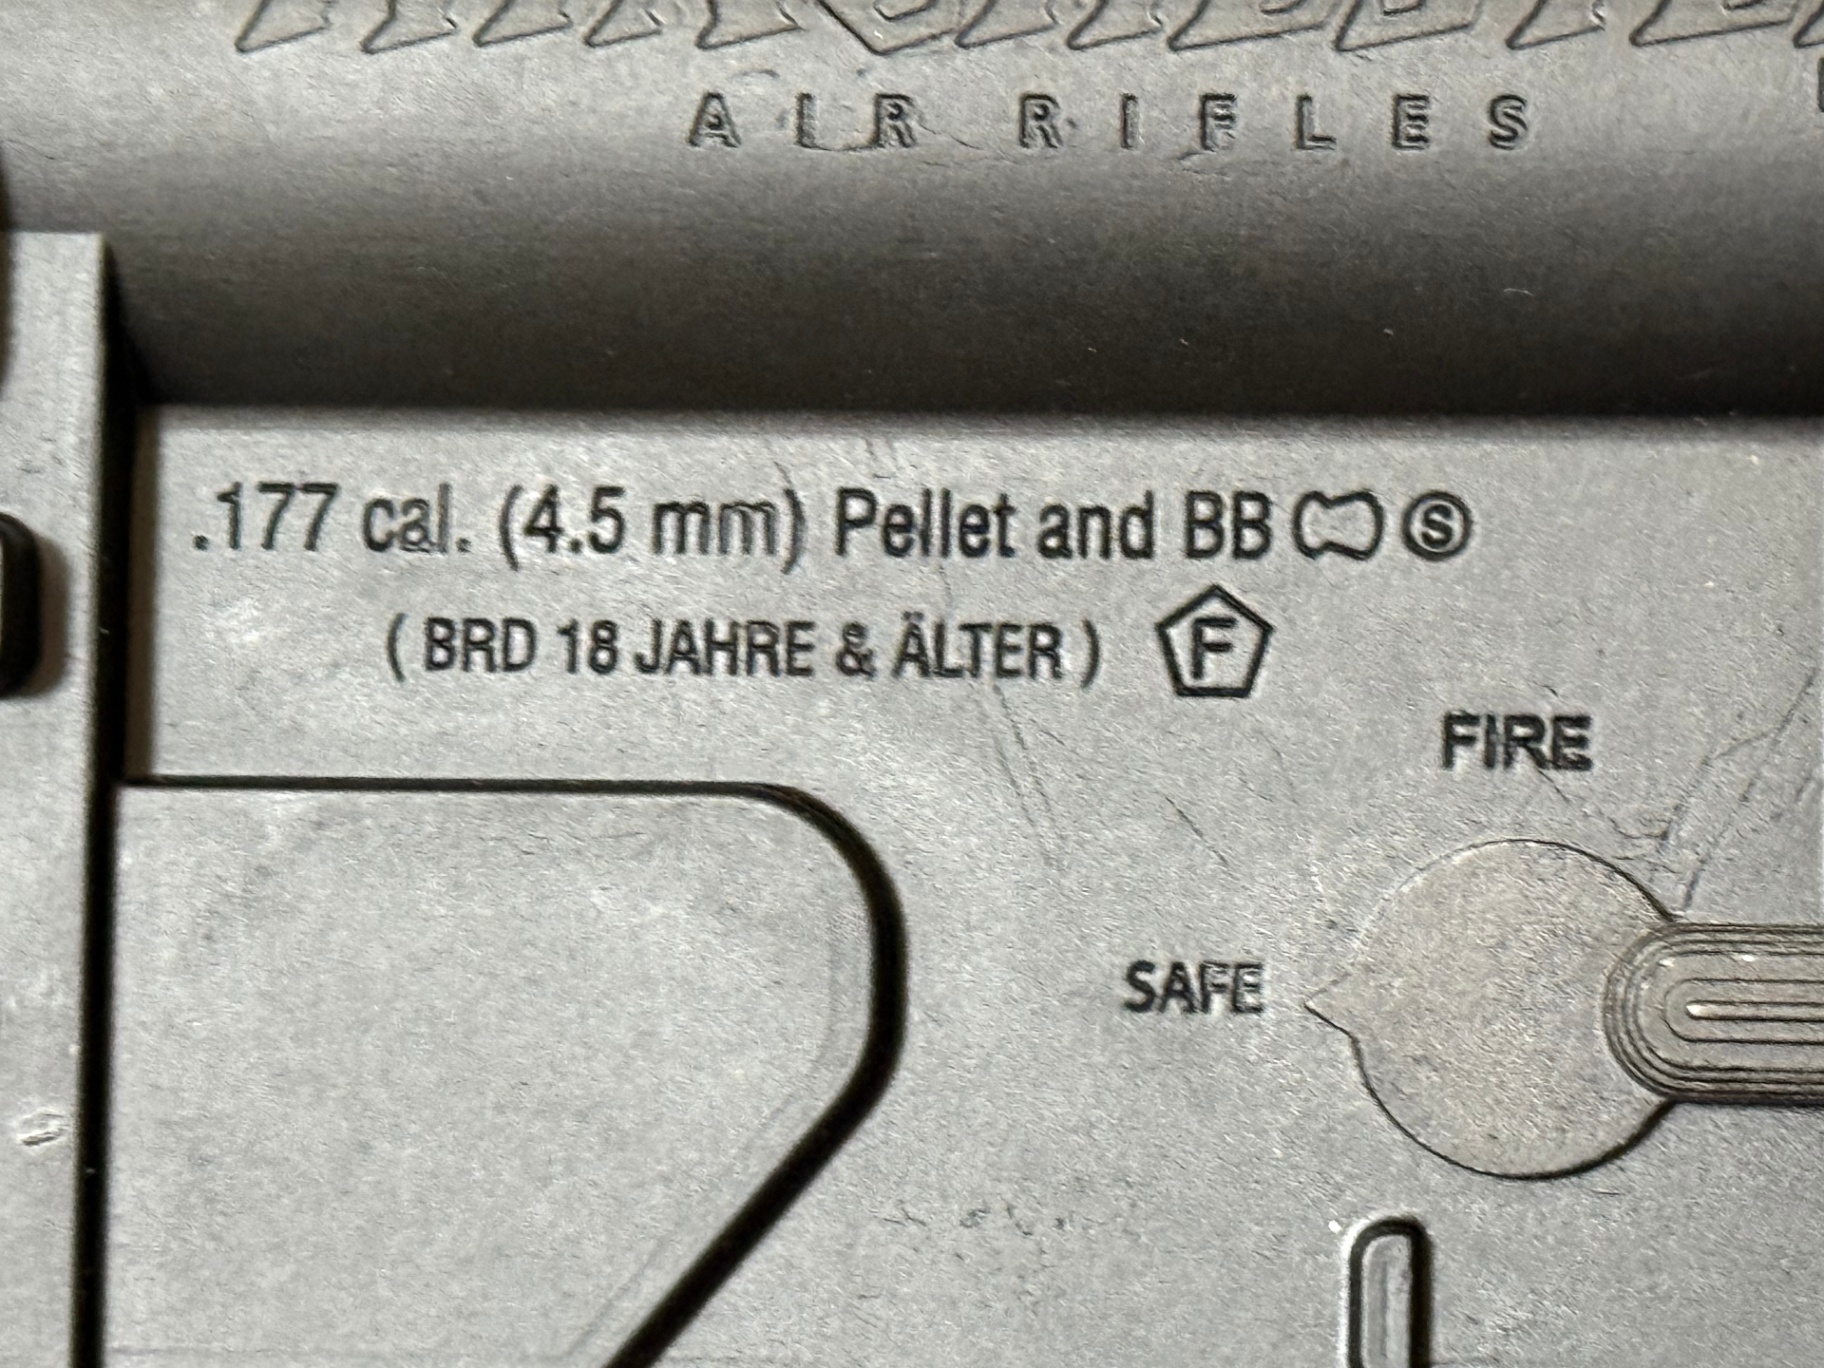 AIR RIFLES
.177 cal. (4.5 mm) Pellet and BB Ⓢ
( BRD 18 JAHRE & ÄLTER ) F
FIRE
SAFE